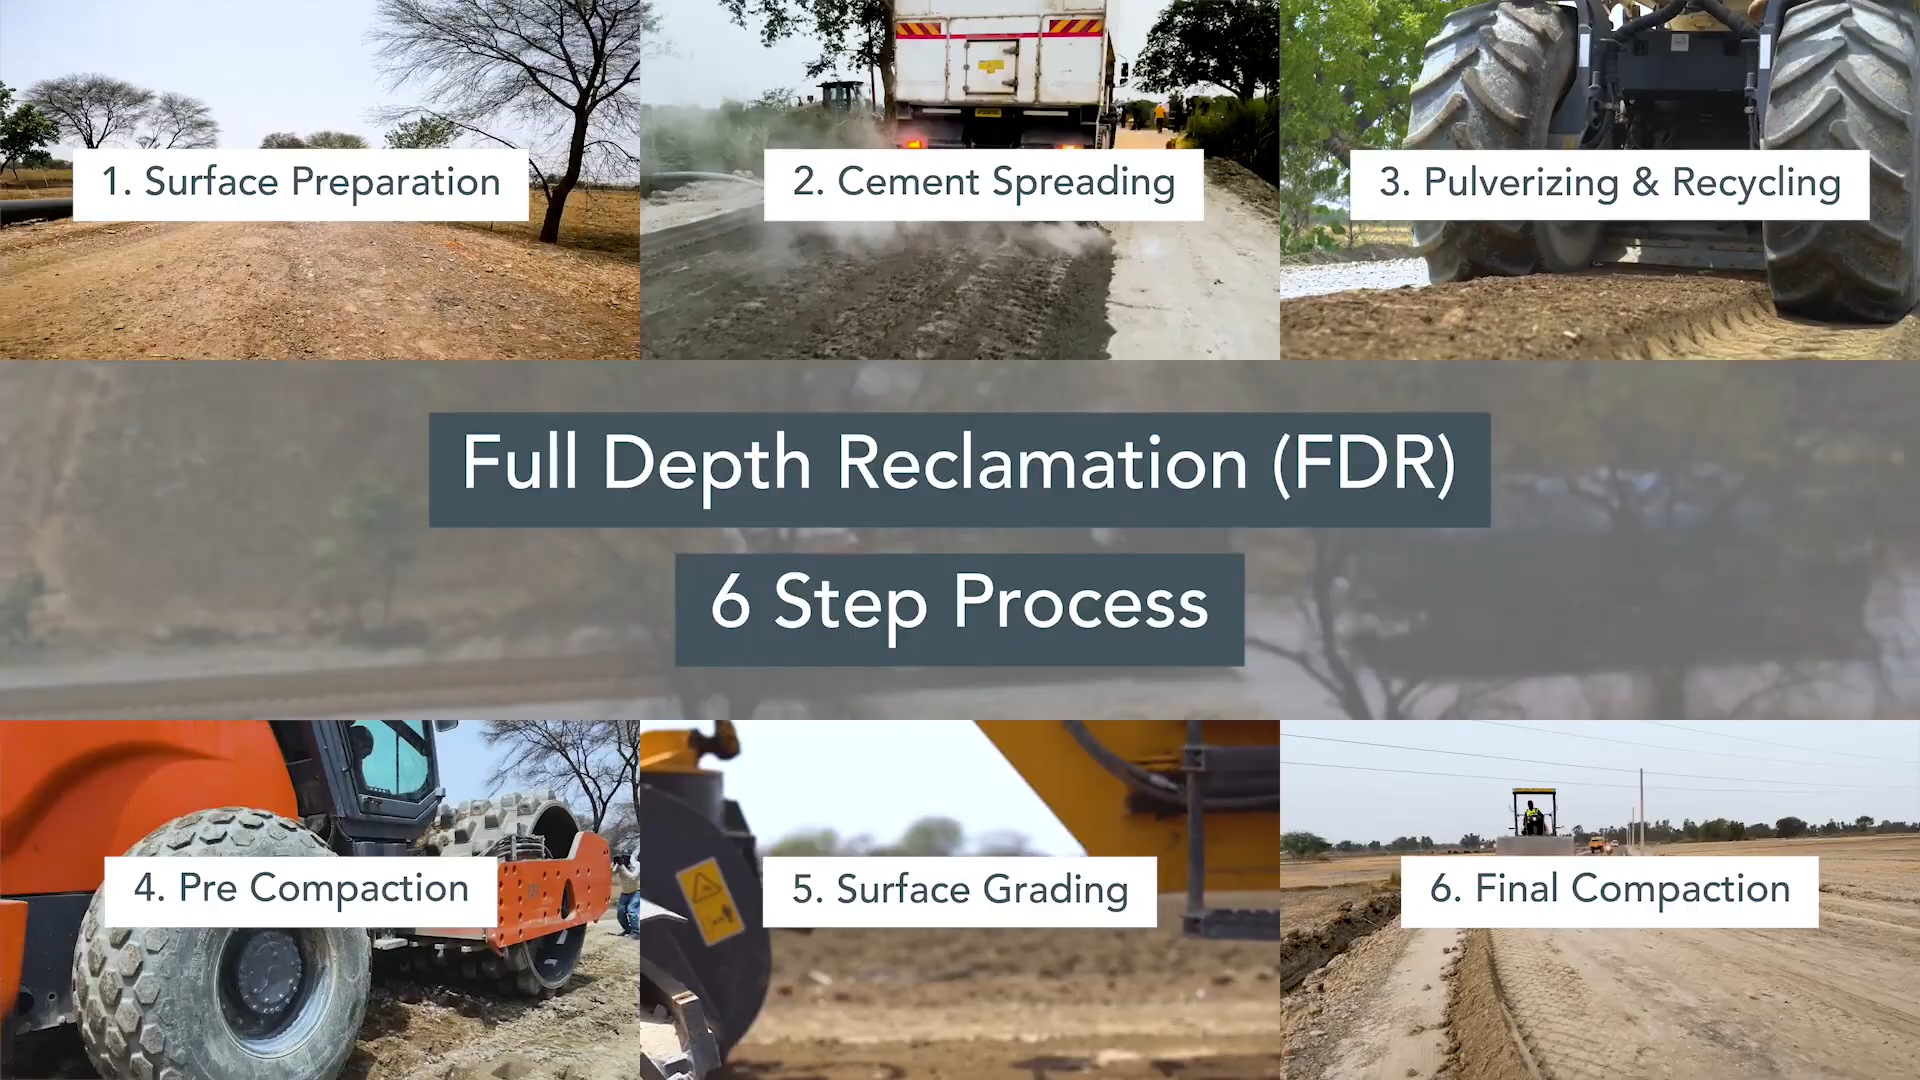 1. Surface Preparation
2. Cement Spreading
3. Pulverizing & Recycling
Full Depth Reclamation (FDR)
6 Step Process
4. Pre Compaction
5. Surface Grading
6. Final Compaction